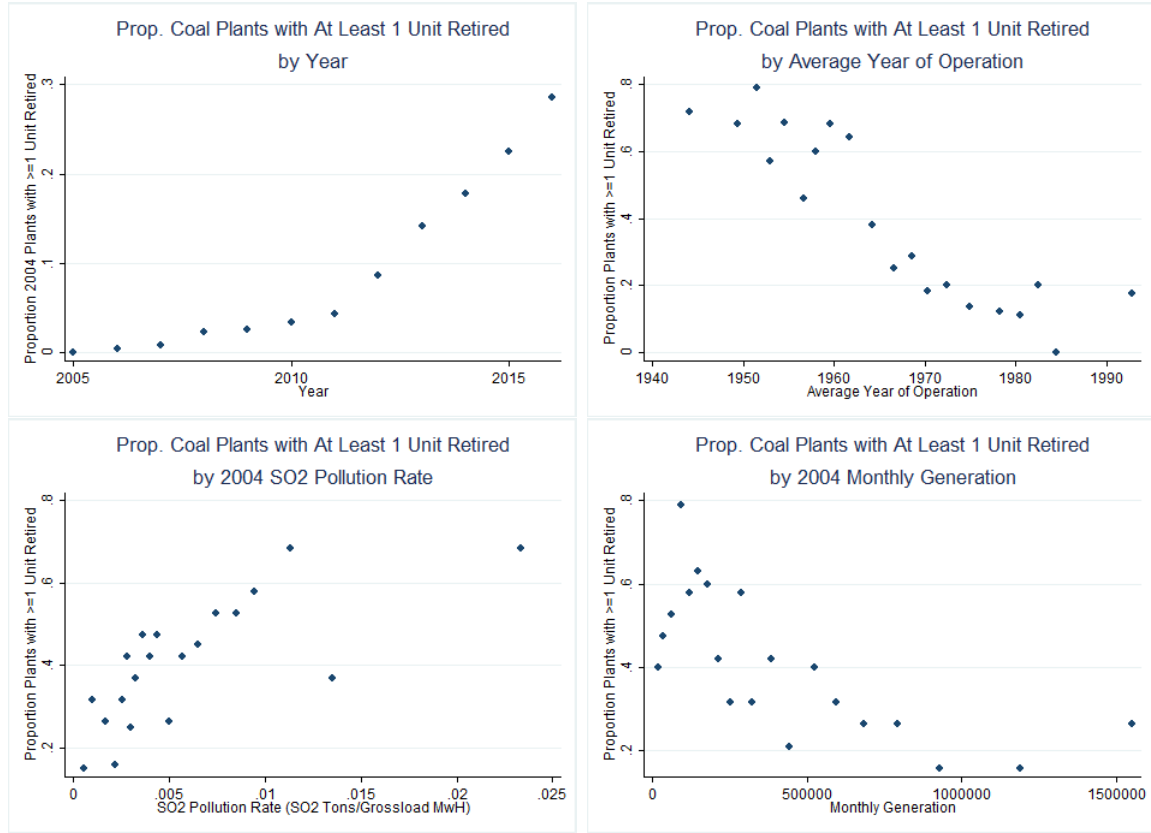 Prop. Coal Plants with At Least 1 Unit Retired
by Year
Proportion 2004 Plants with >=1 Unit Retired
.3
.2
.1
0
2005
2010
2015
Year
Prop. Coal Plants with At Least 1 Unit Retired
by Average Year of Operation
Proportion Plants with >=1 Unit Retired
.8
.6
.4
.2
0
1940
1950
1960
1970
1980
1990
Average Year of Operation
Prop. Coal Plants with At Least 1 Unit Retired
by 2004 SO2 Pollution Rate
Proportion Plants with >=1 Unit Retired
.8
.6
.4
.2
0
.005
.01
.015
.02
.025
SO2 Pollution Rate (SO2 Tons/Grossload MwH)
Prop. Coal Plants with At Least 1 Unit Retired
by 2004 Monthly Generation
Proportion Plants with >=1 Unit Retired
.8
.6
.4
.2
0
500000
1000000
1500000
Monthly Generation